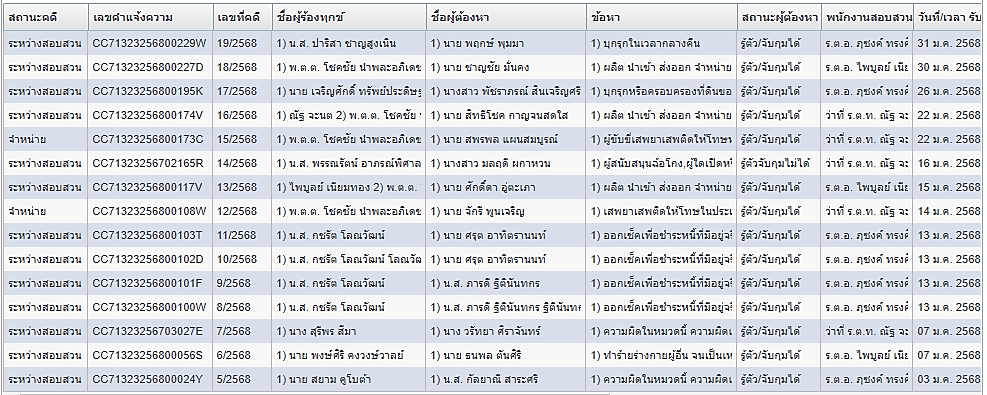 สถานะคดี เลขคำแจ้งความ เลขที่คดี ชื่อผู้ร้องทุกข์ ชื่อผู้ต้องหา ข้อหา สถานะผู้ต้องหา พนักงานสอบสวน วันที่/เวลา รับ
ระหว่างสอบสวน CC71323256800229W 19/2568 1) น.ส. ปาริสา ชาญสูงเนิน 1) นาย พฤกษ์ พุมมา 1) บุกรุกในเวลากลางคืน รู้ตัว/จับกุมได้ ร.ต.อ. ภุชงค์ ทรงศั 31 ม.ค. 2568
ระหว่างสอบสวน CC71323256800227D 18/2568 1) พ.ต.ต. โชคชัย นำพละอภิเดช 1) นาย ชาญชัย มั่นคง 1) ผลิต นำเข้า ส่งออก จำหน่าย รู้ตัว/จับกุมได้ ร.ต.อ. ไพบูลย์ เนีย 30 ม.ค. 2568
ระหว่างสอบสวน CC71323256800195K 17/2568 1) นาย เจริญศักดิ์ ทรัพย์ประดิษฐ 1) นางสาว พัชราภรณ์ สืนเจริญศรี 1) บุกรุกหรือครอบครองที่ดินขอ รู้ตัว/จับกุมได้ ร.ต.อ. ภุชงค์ ทรงศั 26 ม.ค. 2568
ระหว่างสอบสวน CC71323256800174V 16/2568 1) ณัฐ จะนต 2) พ.ต.ต. โชคชัย 1) นาย สิทธิโชค กาญจนสดใส 1) ผลิต นำเข้า ส่งออก จำหน่าย รู้ตัว/จับกุมได้ ว่าที่ ร.ต.ท. ณัฐ จะ 22 ม.ค. 2568
จำหน่าย CC71323256800173C 15/2568 1) พ.ต.ต. โชคชัย นำพละอภิเดช 1) นาย สพรพล แผนสมบูรณ์ 1) ผู้ขับขี่เสพยาเสพติดให้โทษ รู้ตัว/จับกุมได้ ว่าที่ ร.ต.ท. ณัฐ จะ 22 ม.ค. 2568
ระหว่างสอบสวน CC71323256702165R 14/2568 1) น.ส. พรรณรัตน์ อาภรณ์พิศาล 1) นางสาว มลฤดี ผกาหวน 1) ผู้สนับสนุนฉ้อโกง,ผู้ใดเปิดหรื รู้ตัวจับกุมไม่ได้ ว่าที่ ร.ต.ท. ณัฐ จะ 16 ม.ค. 2568
ระหว่างสอบสวน CC71323256800117V 13/2568 1) ไพบูลย์ เนียมทอง 2) พ.ต.ต. 1) นาย ศักดิ์ดา อู่ตะเภา 1) ผลิต นำเข้า ส่งออก จำหน่าย รู้ตัว/จับกุมได้ ร.ต.อ. ไพบูลย์ เนีย 15 ม.ค. 2568
จำหน่าย CC71323256800108W 12/2568 1) พ.ต.ต. โชคชัย นำพละอภิเดช 1) นาย จักริ พูนเจริญ 1) เสพยาเสพติดให้โทษในประเ รู้ตัว/จับกุมได้ ว่าที่ ร.ต.ท. ณัฐ จะ 14 ม.ค. 2568
ระหว่างสอบสวน CC71323256800103T 11/2568 1) น.ส. กชรัต โลณวัฒน์ 1) นาย ศรุต อาทิตรานนท์ 1) ออกเช็คเพื่อชำระหนี้ที่มีอยู่จริ รู้ตัว/จับกุมได้ ร.ต.อ. ภุชงค์ ทรงศั 13 ม.ค. 2568
ระหว่างสอบสวน CC71323256800102D 10/2568 1) น.ส. กชรัต โลณวัฒน์ โลณวัฒ 1) นาย ศรุต อาทิตรานนท์ 1) ออกเช็คเพื่อชำระหนี้ที่มีอยู่จริ รู้ตัว/จับกุมได้ ร.ต.อ. ภุชงค์ ทรงศั 13 ม.ค. 2568
ระหว่างสอบสวน CC71323256800101F 9/2568 1) น.ส. กชรัต โลณวัฒน์ 1) น.ส. ภารดี ฐิตินันทกร 1) ออกเช็คเพื่อชำระหนี้ที่มีอยู่จริ รู้ตัว/จับกุมได้ ร.ต.อ. ภุชงค์ ทรงศั 13 ม.ค. 2568
ระหว่างสอบสวน CC71323256800100W 8/2568 1) น.ส. กชรัต โลณวัฒน์ 1) น.ส. ภารดี ฐิตินันทกร ฐิตินันทก 1) ออกเช็คเพื่อชำระหนี้ที่มีอยู่จริ รู้ตัว/จับกุมได้ ร.ต.อ. ภุชงค์ ทรงศั 13 ม.ค. 2568
ระหว่างสอบสวน CC71323256703027E 7/2568 1) นาง สุริพร สีมา 1) นาง วรัทยา ศิราจันทร์ 1) ความผิดในหมวดนี้ ความผิดเ รู้ตัว/จับกุมได้ ว่าที่ ร.ต.ท. ณัฐ จะ 07 ม.ค. 2568
ระหว่างสอบสวน CC71323256800056S 6/2568 1) นาย พงษ์ศิริ คงวงษ์วาลย์ 1) นาย ธนพล ตันศิริ 1) ทำร้ายร่างกายผู้อื่น จนเป็นเห รู้ตัว/จับกุมได้ ร.ต.อ. ไพบูลย์ เนีย 07 ม.ค. 2568
ระหว่างสอบสวน CC71323256800024Y 5/2568 1) นาย สยาม คูโบต้า 1) น.ส. กัลยาณิ สาระศรี 1) ความผิดในหมวดนี้ ความผิดเ รู้ตัว/จับกุมได้ ร.ต.อ. ภุชงค์ ทรงศั 03 ม.ค. 2568